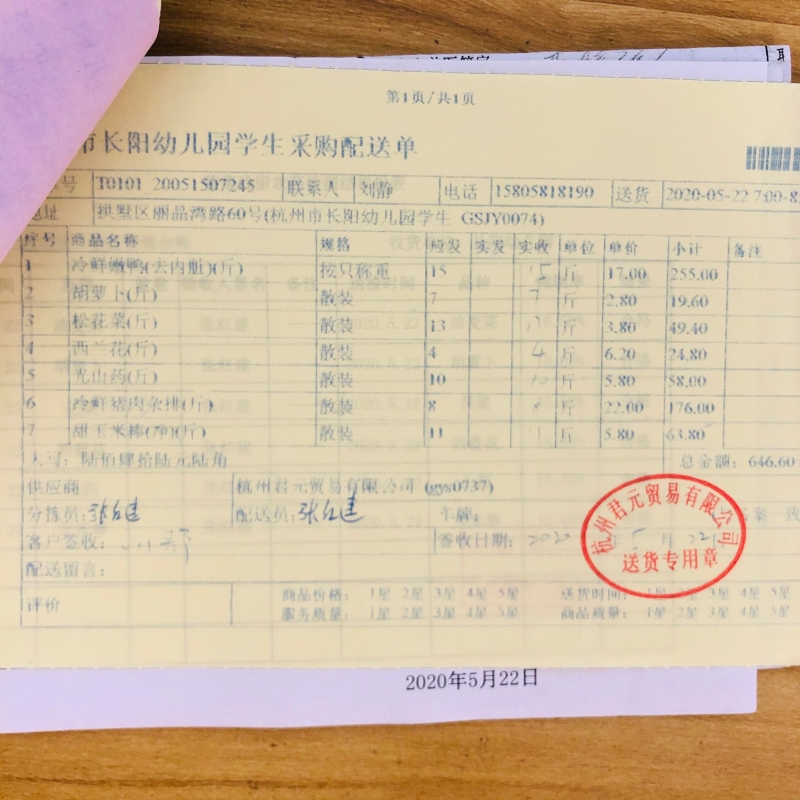 第1页/共1页
市长阳幼儿园学生采购配送单
号 T0101 20051507245 联系人 刘静 电话 15805818190 送货 2020-05-22 7:00-8
地址 拱墅区丽晶湾路60号(杭州市长阳幼儿园学生 GSJY0074)
序号 商品名称 规格 应发 实发 实收 单位 单价 小计 备注
1 冷鲜嫩鸭(去内脏)(斤) 按只称重 15 15 斤 17.00 255.00
2 胡萝卜(斤) 散装 7 7 斤 2.80 19.60
3 松花菜(斤) 散装 13 斤 3.80 49.40
4 西兰花(斤) 散装 4 4 斤 6.20 24.80
5 光山药(斤) 散装 10 10 斤 5.80 58.00
6 冷鲜猪肉杂排(斤) 散装 8 8 斤 22.00 176.00
7 甜玉米棒(净)(斤) 散装 11 11 斤 5.80 63.80
大写: 陆佰肆拾陆元陆角 总金额: 646.60
供应商 杭州君元贸易有限公司 (gys0737)
分拣员: 配送员: 车牌:
客户签收: 签收日期: 2020 年 5 月 22
配送留言:
杭州君元贸易有限公司
送货专用章
评价 商品价格: 1星 2星 3星 4星 5星 送货时间: 1星 2星 3星 4星 5星
服务质量: 1星 2星 3星 4星 5星 商品质量: 1星 2星 3星 4星 5星
2020年5月22日